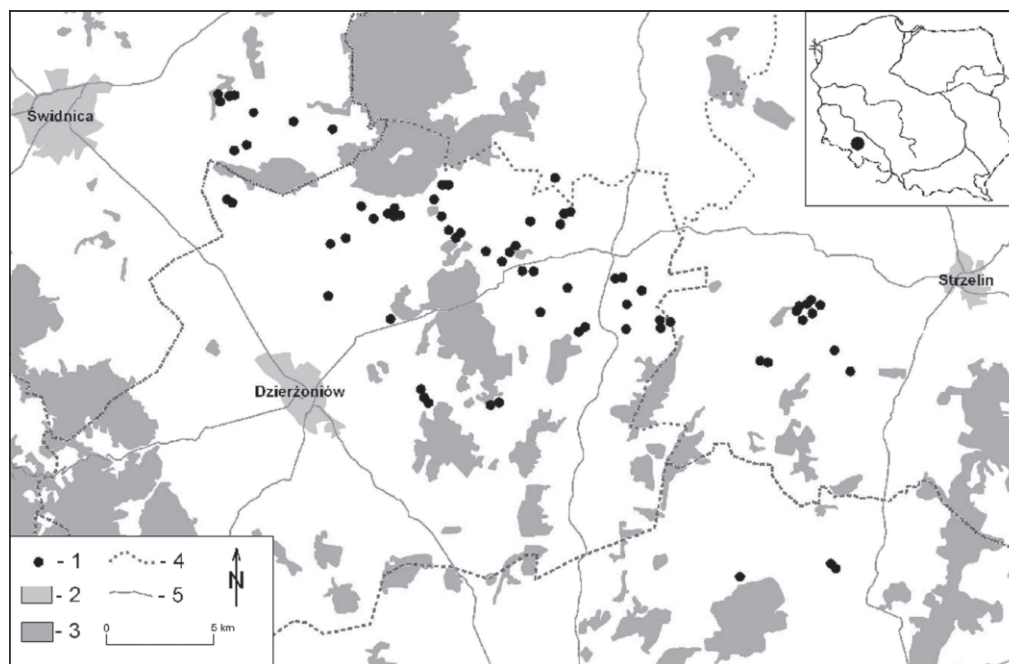 Świdnica
Strzelin
Dzierżoniów
- 1
- 2
- 3
- 4
- 5
N
0 5 km